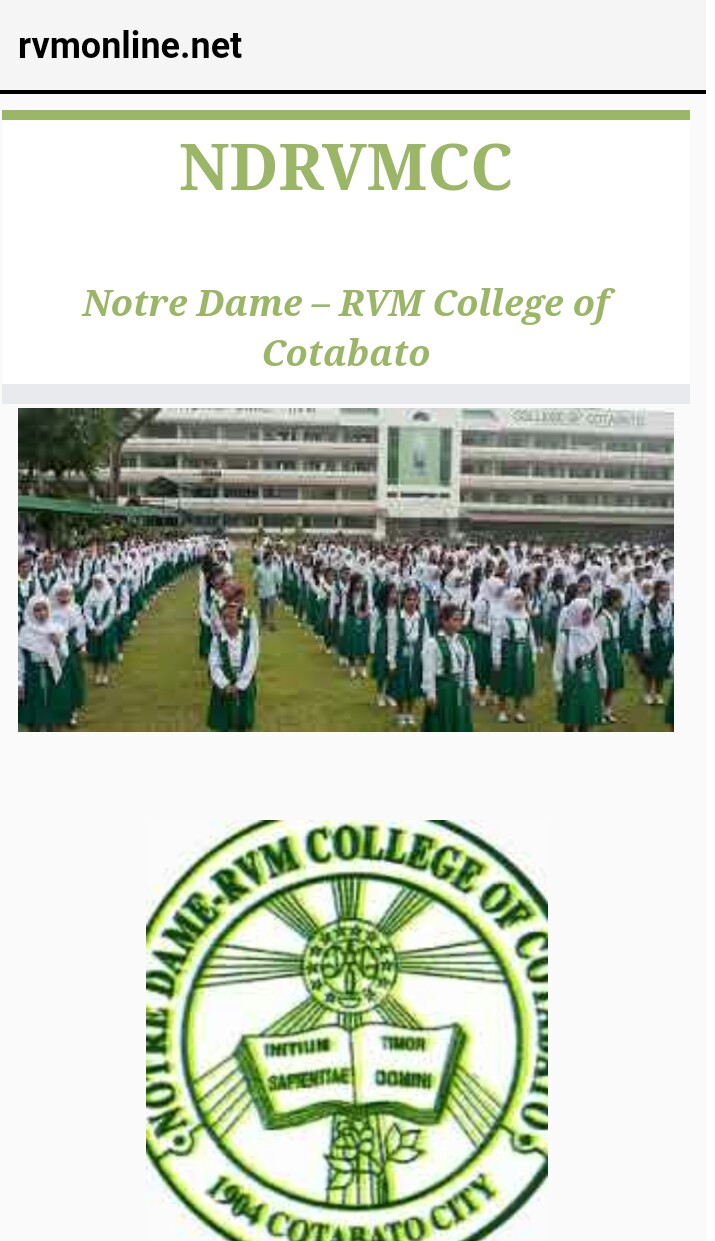 rvmonline.net
NDRVMCC
Notre Dame – RVM College of
Cotabato
COLLEGE OF COTABATO
NOTRE DAME-RVM COLLEGE OF COTABATO
INITIUM TIMOR
SAPIENTIAE DOMINI
1904 COTABATO CITY